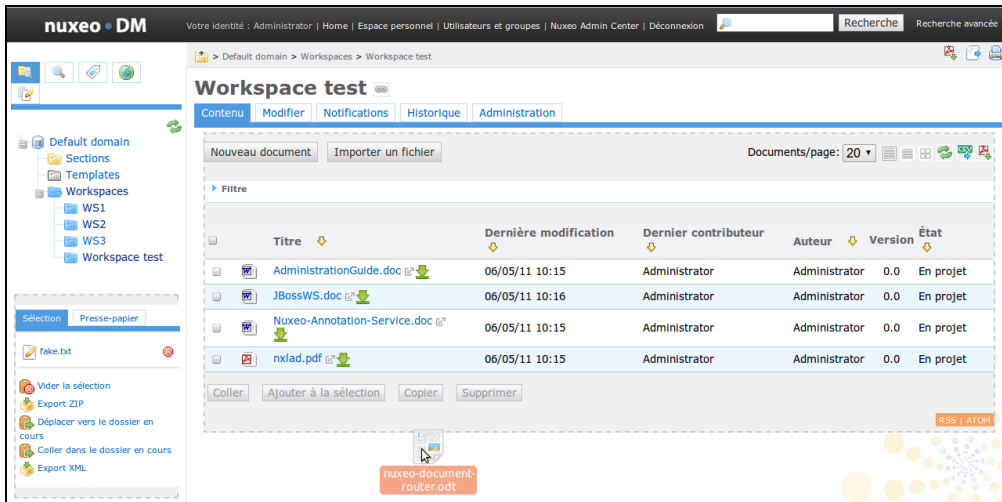 nuxeo DM
Votre identité : Administrator | Home | Espace personnel | Utilisateurs et groupes | Nuxeo Admin Center | Déconnexion
Recherche
Recherche avancée
> Default domain > Workspaces > Workspace test
Workspace test
Contenu Modifier Notifications Historique Administration
Default domain
Sections
Templates
Workspaces
WS1
WS2
WS3
Workspace test
Nouveau document Importer un fichier Documents/page: 20
Filtre
Titre Dernière modification Dernier contributeur Auteur Version État
AdministrationGuide.doc 06/05/11 10:15 Administrator Administrator 0.0 En projet
JBossWS.doc 06/05/11 10:16 Administrator Administrator 0.0 En projet
Nuxeo-Annotation-Service.doc 06/05/11 10:15 Administrator Administrator 0.0 En projet
nxlad.pdf 06/05/11 10:15 Administrator Administrator 0.0 En projet
Coller Ajouter à la sélection Copier Supprimer
RSS | ATOM
Sélection Presse-papier
fake.txt
Vider la sélection
Export ZIP
Déplacer vers le dossier en
cours
Coller dans le dossier en cours
Export XML
nuxeo-document-
router.odt